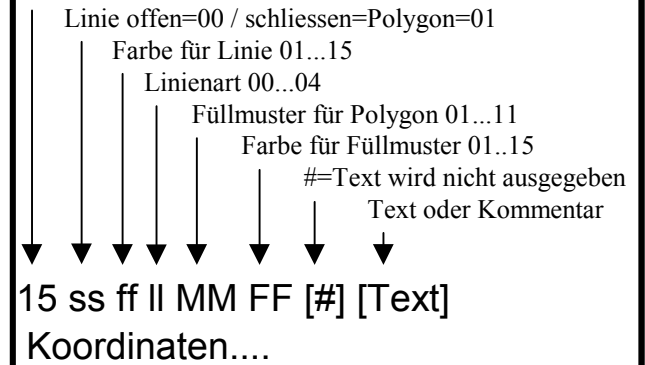 Linie offen=00 / schliessen=Polygon=01
Farbe für Linie 01...15
Linienart 00...04
Füllmuster für Polygon 01...11
Farbe für Füllmuster 01..15
#=Text wird nicht ausgegeben
Text oder Kommentar
15 ss ff ll MM FF [#] [Text]
Koordinaten....